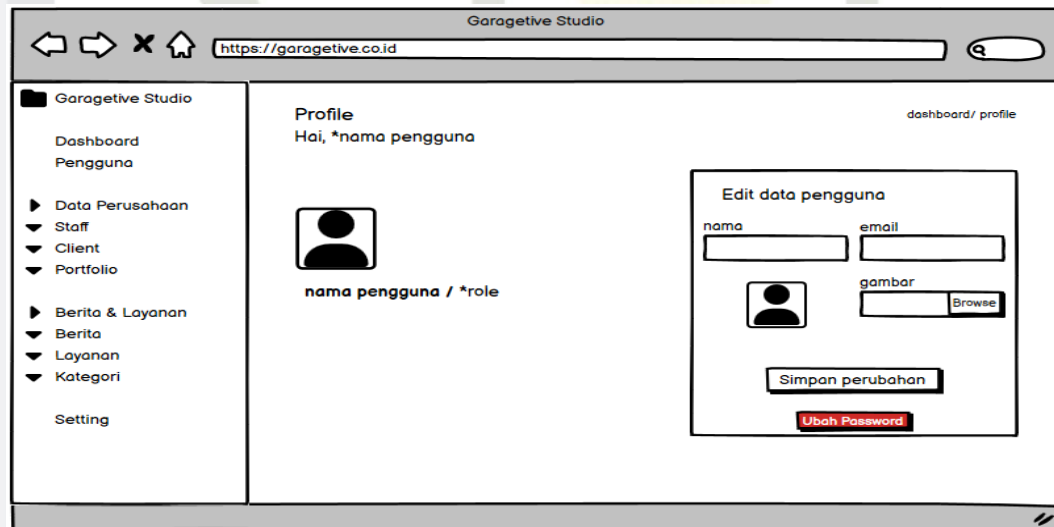 Garagetive Studio
https://garagetive.co.id
Garagetive Studio
Dashboard
Pengguna
Data Perusahaan
Staff
Client
Portfolio
Berita & Layanan
Berita
Layanan
Kategori
Setting
Profile
Hai, *nama pengguna
dashboard/ profile
nama pengguna / *role
Edit data pengguna
nama
email
gambar
Browse
Simpan perubahan
Ubah Password